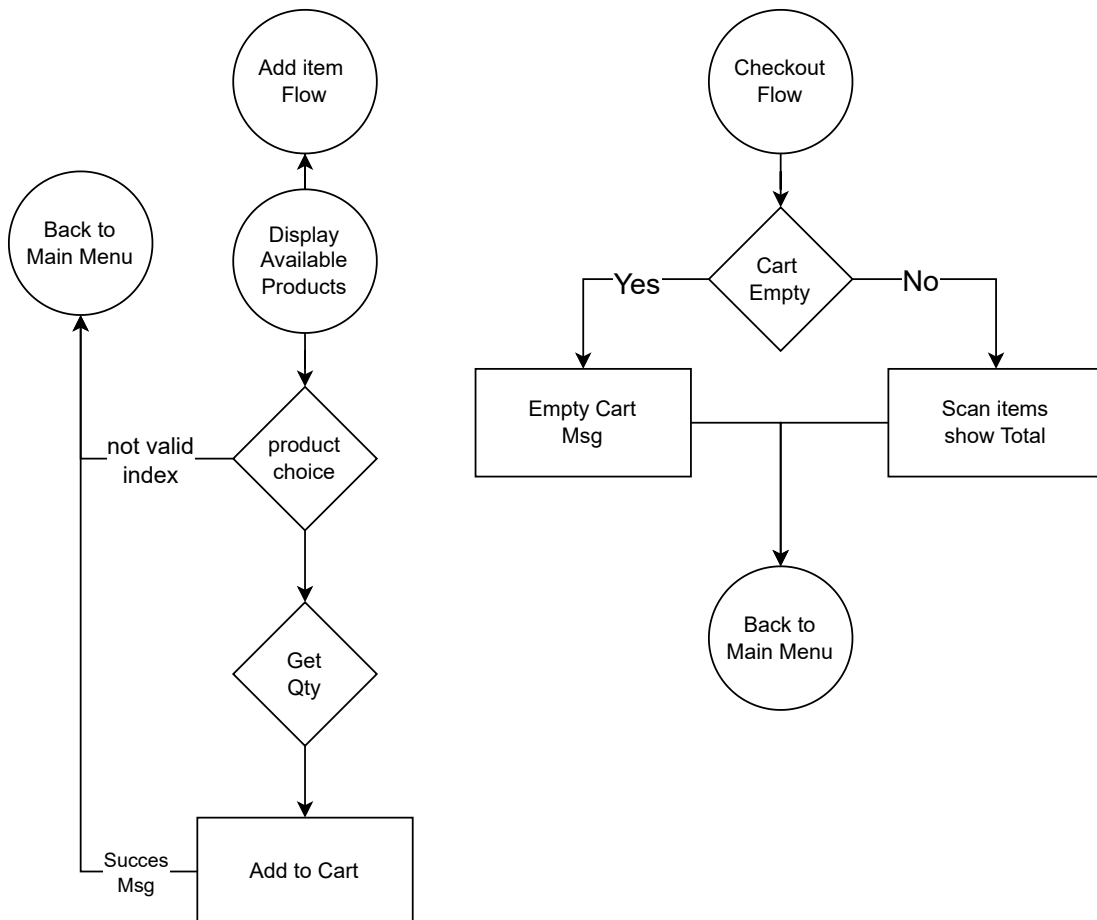 Add item
Flow
Back to
Main Menu
Display
Available
Products
not valid
index
product
choice
Get
Qty
Succes
Msg
Add to Cart
Checkout
Flow
Cart
Empty
Yes
No
Empty Cart
Msg
Scan items
show Total
Back to
Main Menu